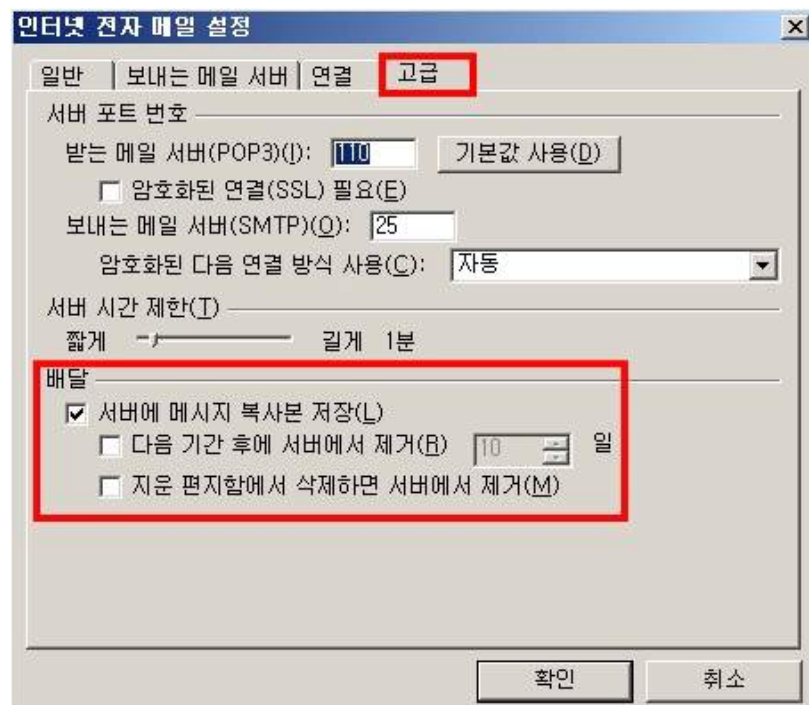 인터넷 전자 메일 설정
일반 보내는 메일 서버 연결 고급
서버 포트 번호
받는 메일 서버(POP3)(I): 110 기본값 사용(D)
암호화된 연결(SSL) 필요(E)
보내는 메일 서버(SMTP)(O): 25
암호화된 다음 연결 방식 사용(C): 자동
서버 시간 제한(T)
짧게 길게 1분
배달
서버에 메시지 복사본 저장(L)
다음 기간 후에 서버에서 제거(R) 10 일
지운 편지함에서 삭제하면 서버에서 제거(M)
확인 취소